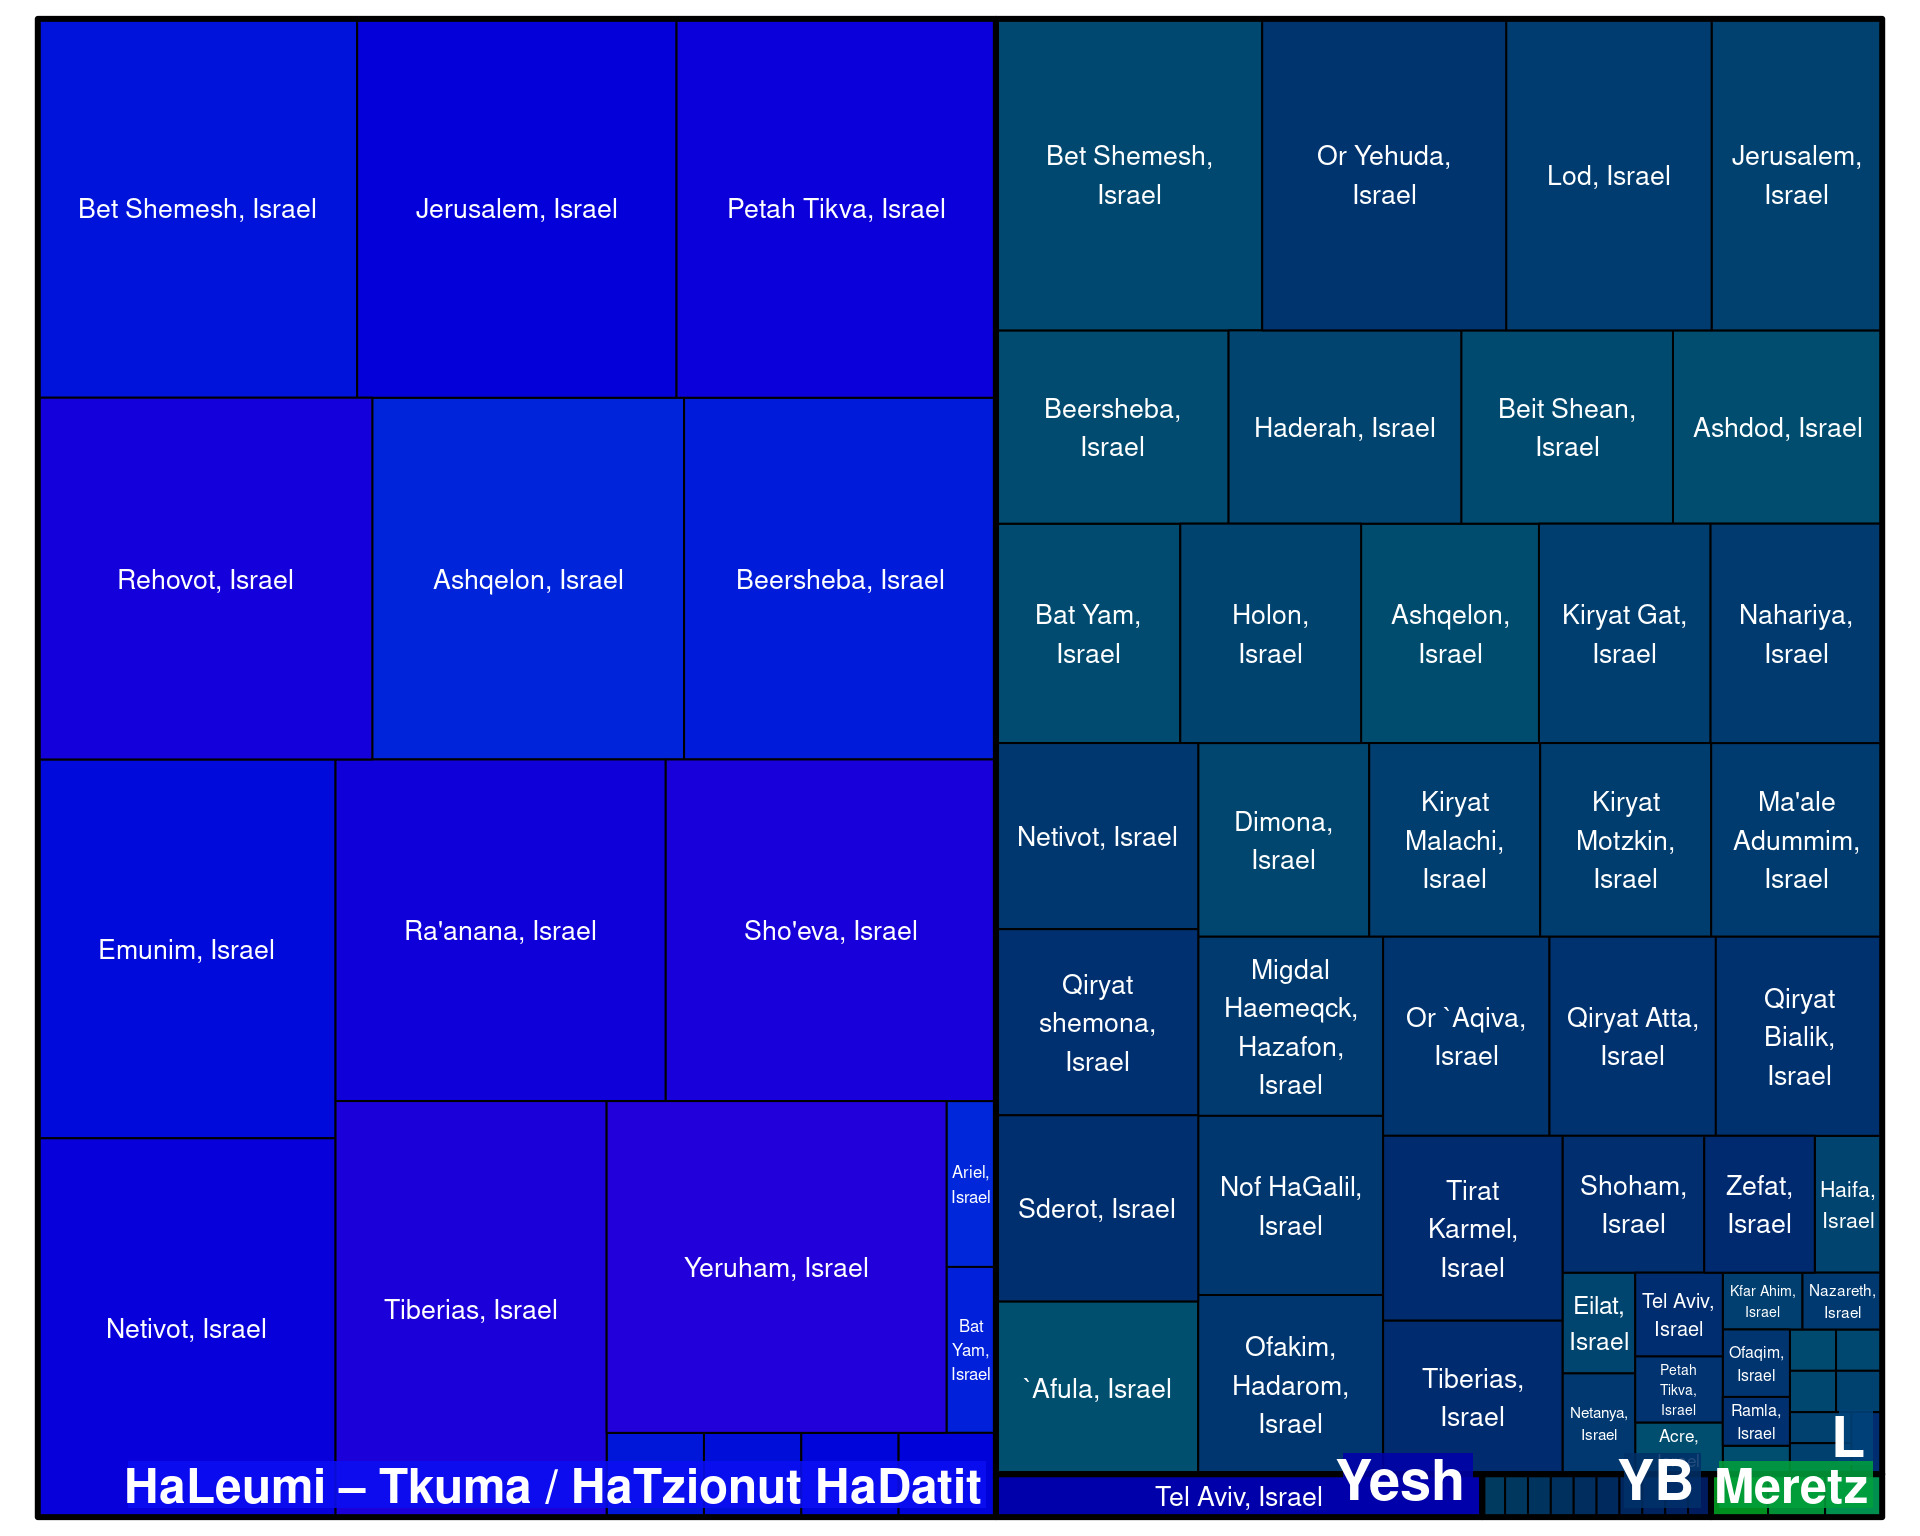 Bet Shemesh, Israel
Jerusalem, Israel
Petah Tikva, Israel
Rehovot, Israel
Ashqelon, Israel
Beersheba, Israel
Emunim, Israel
Ra'anana, Israel
Sho'eva, Israel
Netivot, Israel
Tiberias, Israel
Yeruham, Israel
Ariel,
Israel
Bat
Yam,
Israel
HaLeumi – Tkuma / HaTzionut HaDatit
Bet Shemesh,
Israel
Or Yehuda,
Israel
Lod, Israel
Jerusalem,
Israel
Beersheba,
Israel
Haderah, Israel
Beit Shean,
Israel
Ashdod, Israel
Bat Yam,
Israel
Holon,
Israel
Ashqelon,
Israel
Kiryat Gat,
Israel
Nahariya,
Israel
Netivot, Israel
Dimona,
Israel
Kiryat
Malachi,
Israel
Kiryat
Motzkin,
Israel
Ma'ale
Adummim,
Israel
Qiryat
shemona,
Israel
Migdal
Haemeqck,
Hazafon,
Israel
Or `Aqiva,
Israel
Qiryat Atta,
Israel
Qiryat
Bialik,
Israel
Sderot, Israel
Nof HaGalil,
Israel
Tirat
Karmel,
Israel
Shoham,
Israel
Zefat,
Israel
Haifa,
Israel
`Afula, Israel
Ofakim,
Hadarom,
Israel
Tiberias,
Israel
Eilat,
Israel
Tel Aviv,
Israel
Kfar Ahim,
Israel
Nazareth,
Israel
Netanya,
Israel
Petah
Tikva,
Israel
Ofaqim,
Israel
Ramla,
Israel
Acre,
L
Tel Aviv, Israel
Yesh
YB
Meretz